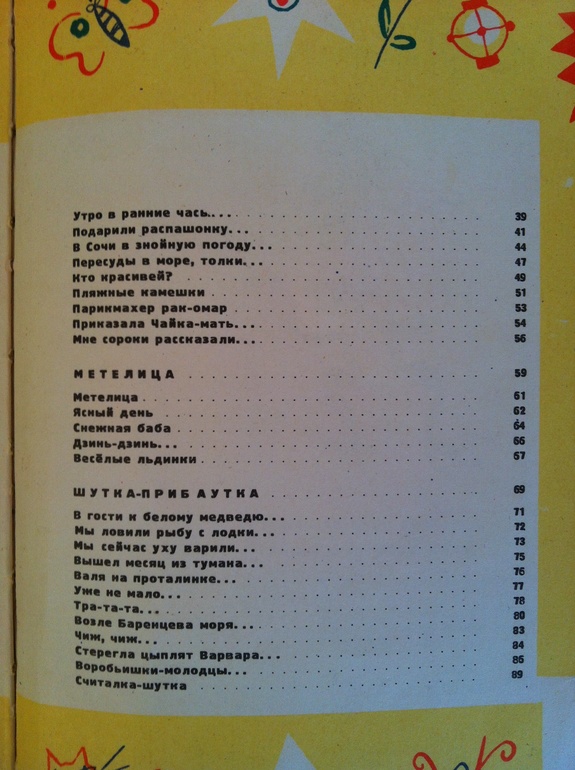 Утро в ранние часы... 39
Подарили распашонку... 41
В Сочи в знойную погоду... 44
Пересуды в море, толки... 47
Кто красивей? 49
Пляжные камешки 51
Парикмахер рак-омар 53
Приказала Чайка-мать... 54
Мне сороки рассказали... 56
МЕТЕЛИЦА 59
Метелица 61
Ясный день 62
Снежная баба 64
Дзинь-дзинь... 66
Весёлые льдинки 67
ШУТКА-ПРИБАУТКА 69
В гости к белому медведю... 71
Мы ловили рыбу с лодки... 72
Мы сейчас уху варили... 73
Вышел месяц из тумана... 75
Валя на проталинке... 76
Уже не мало... 77
Тра-та-та... 78
Возле Баренцева моря... 80
Чиж, чиж... 83
Стерегла цыплят Варвара... 84
Воробьишки-молодцы... 86
Считалка-шутка 89